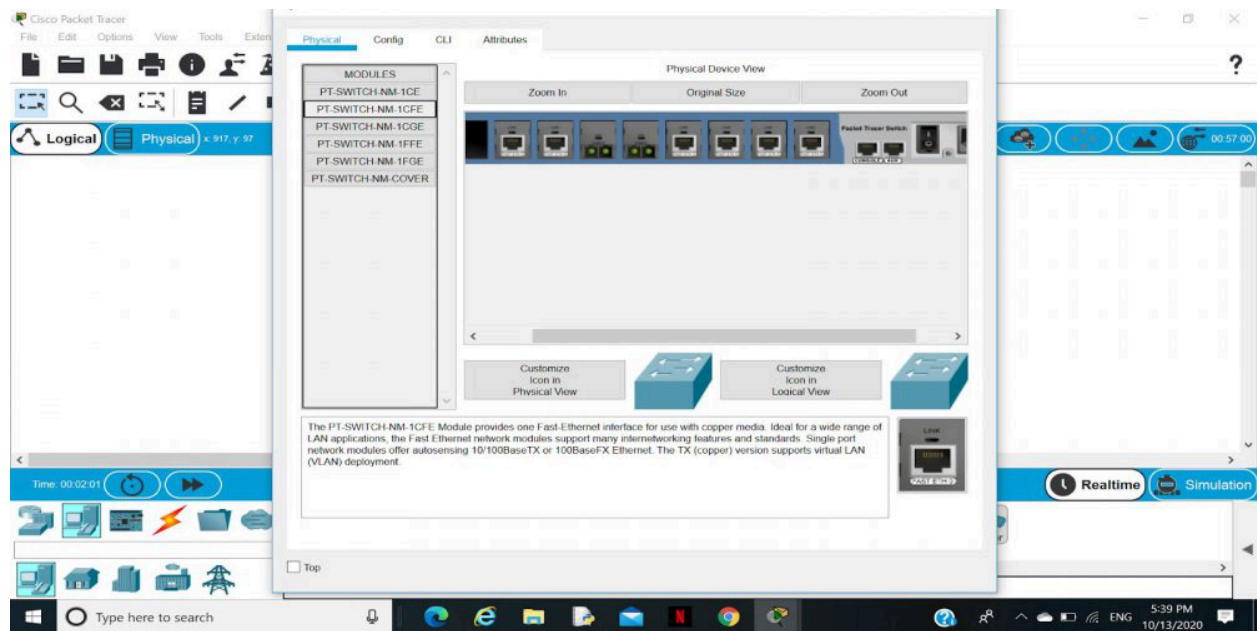 Cisco Packet Tracer
File Edit Options View Tools Exten
Physical Config CLI Attributes
MODULES
PT-SWITCH-NM-1CE
PT-SWITCH-NM-1CFE
PT-SWITCH-NM-1CGE
PT-SWITCH-NM-1FFE
PT-SWITCH-NM-1FGE
PT-SWITCH-NM-COVER
Physical Device View
Zoom In Original Size Zoom Out
Packet Tracer Switch
Logical Physical x: 917, y: 97
00:57:00
Customize
Icon in
Physical View
Customize
Icon in
Logical View
The PT-SWITCH-NM-1CFE Module provides one Fast-Ethernet interface for use with copper media. Ideal for a wide range of
LAN applications, the Fast Ethernet network modules support many internetworking features and standards. Single port
network modules offer autosensing 10/100BaseTX or 100BaseFX Ethernet. The TX (copper) version supports virtual LAN
(VLAN) deployment.
LINK
Time: 00:02:01
Realtime Simulation
Top
Type here to search
ENG
5:39 PM
10/13/2020